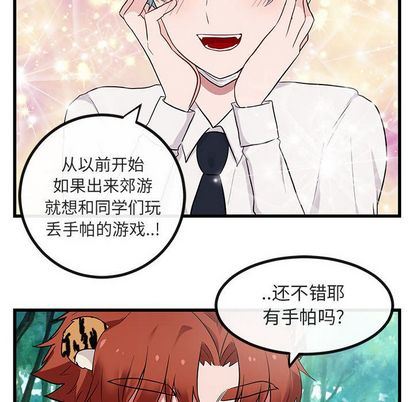 从以前开始
如果出来郊游
就想和同学们玩
丢手帕的游戏..!
..还不错耶
有手帕吗?